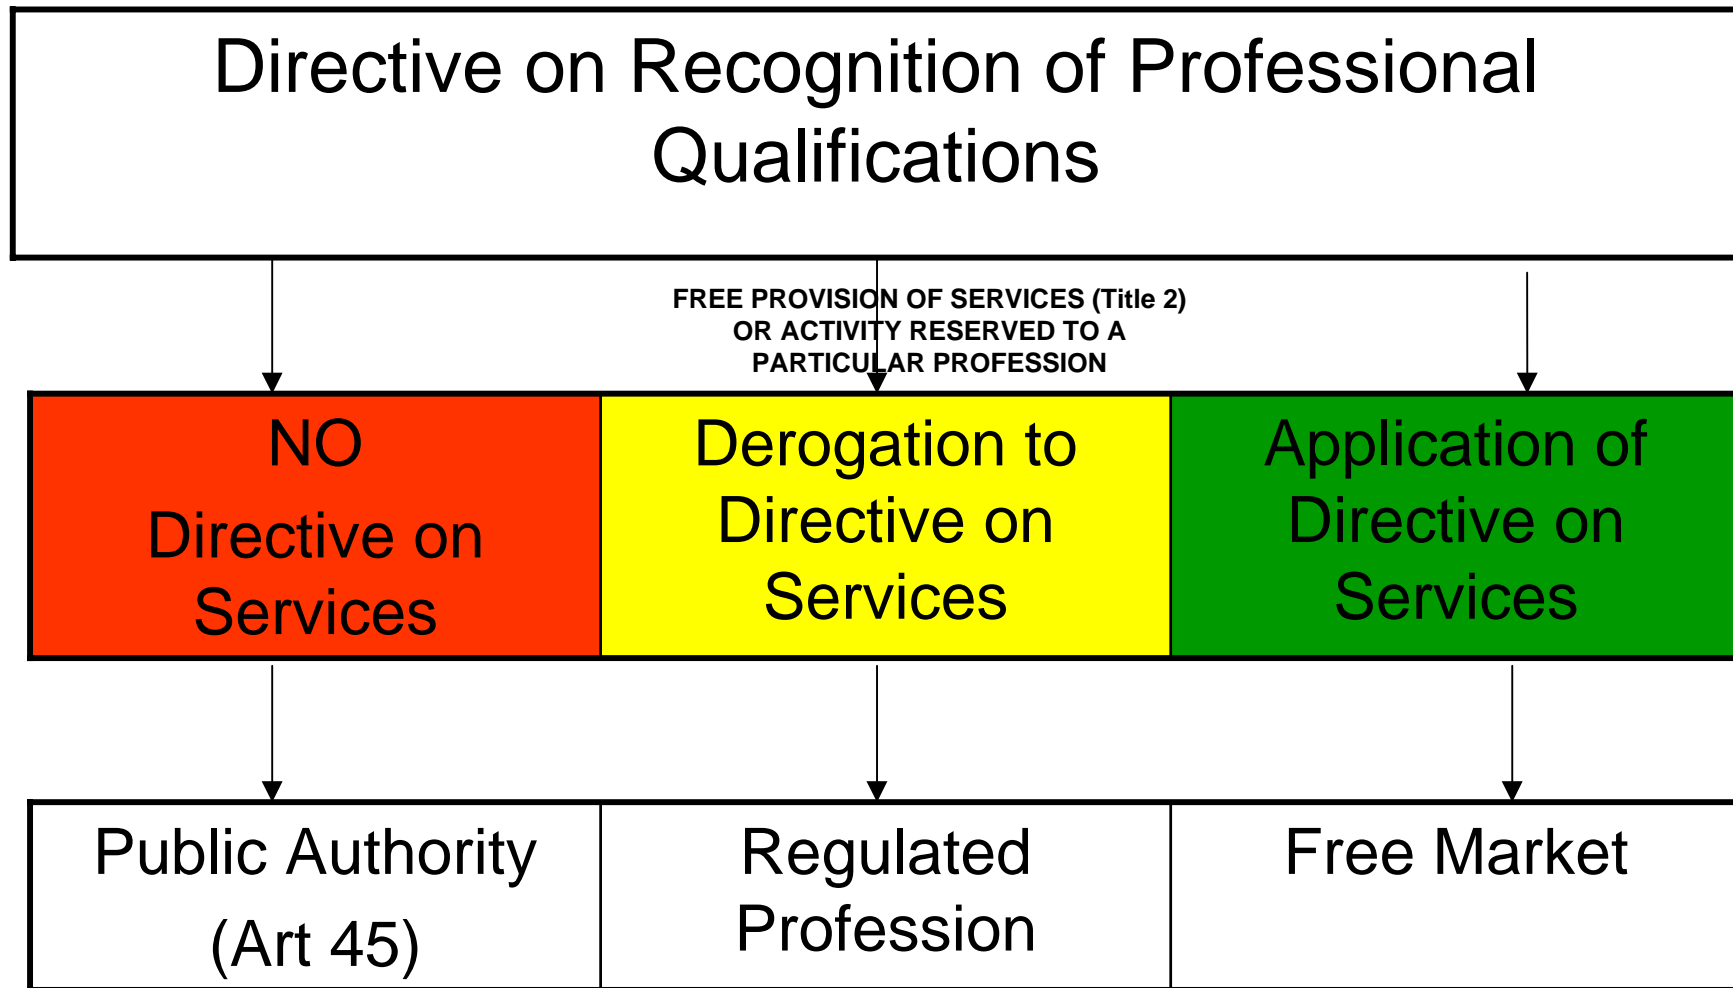 Directive on Recognition of Professional
Qualifications
FREE PROVISION OF SERVICES (Title 2)
OR ACTIVITY RESERVED TO A
PARTICULAR PROFESSION
NO
Directive on
Services
Derogation to
Directive on
Services
Application of
Directive on
Services
Public Authority
(Art 45)
Regulated
Profession
Free Market